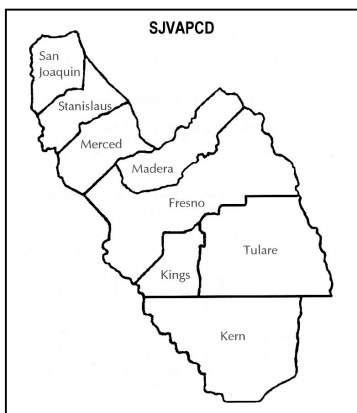 SJVAPCD
San
Joaquin
Stanislaus
Merced
Madera
Fresno
Tulare
Kings
Kern